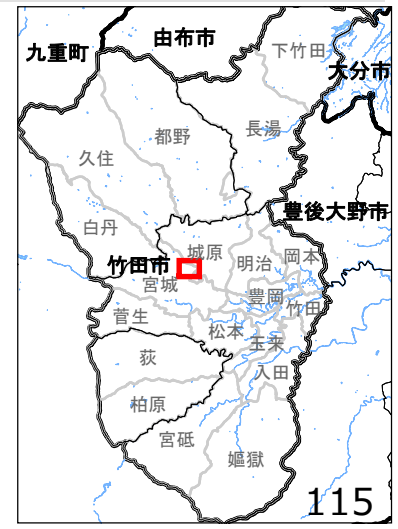 由布市
九重町
下竹田
大分市
長湯
都野
久住
豊後大野市
白丹
城原
岡本
明治
竹田市
宮城
豊岡
竹田
菅生
松本
玉来
荻
入田
柏原
宮砥
嫗獄
115